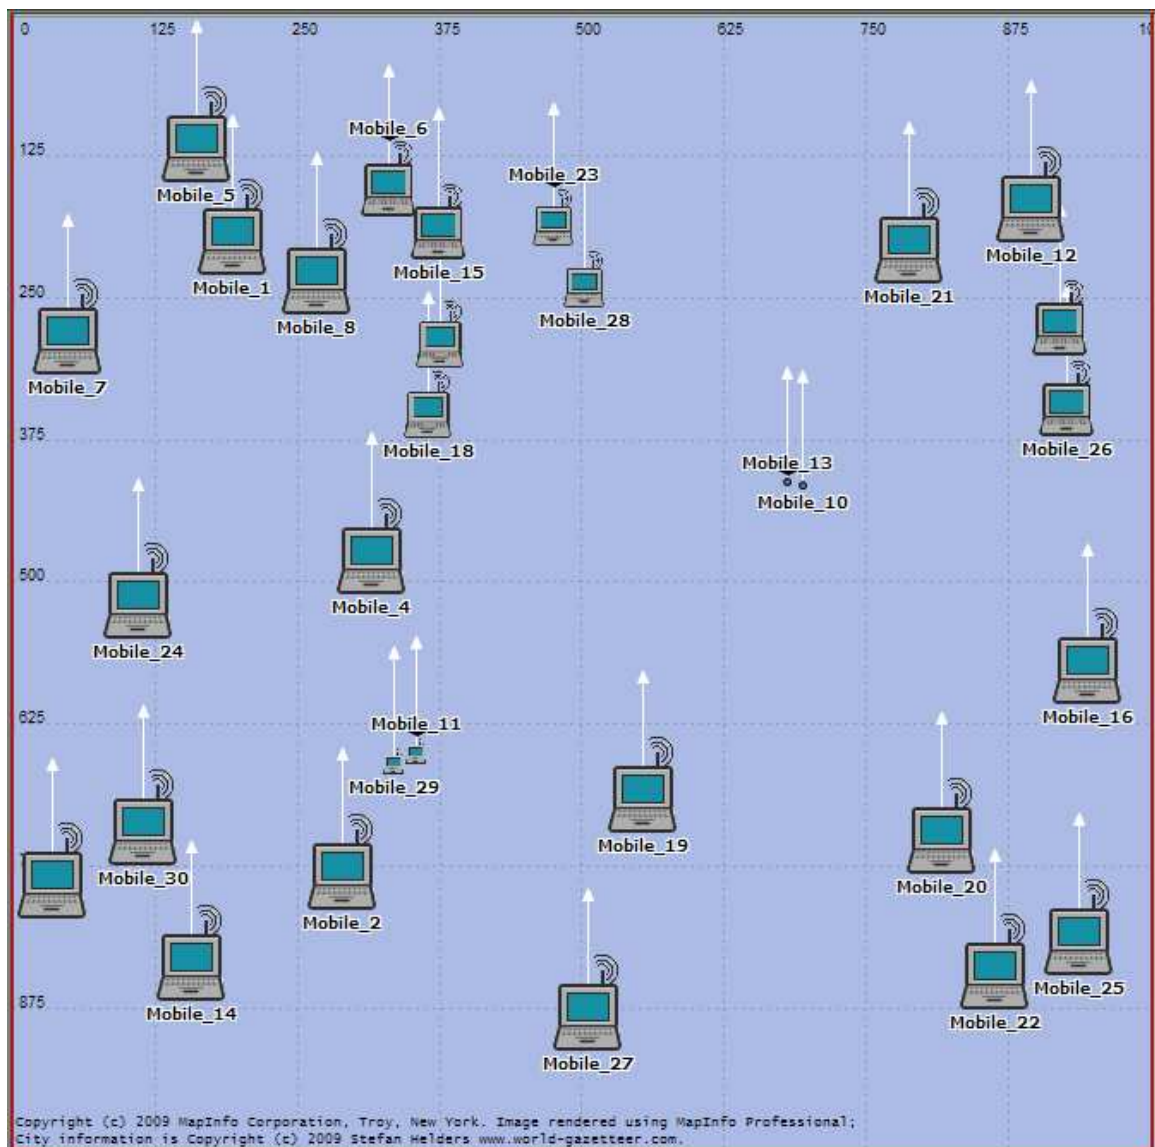 0 125 250 375 500 625 750 875 10
Mobile_6
125
Mobile_5
Mobile_23
Mobile_15
Mobile_12
Mobile_1
Mobile_21
250
Mobile_8
Mobile_28
Mobile_7
375
Mobile_18
Mobile_26
Mobile_13
Mobile_10
500
Mobile_4
Mobile_24
625
Mobile_11
Mobile_16
Mobile_29
Mobile_19
Mobile_30
Mobile_20
Mobile_2
875
Mobile_14
Mobile_25
Mobile_22
Mobile_27
Copyright (c) 2009 MapInfo Corporation, Troy, New York. Image rendered using MapInfo Professional;
City information is Copyright (c) 2009 Stefan Helders www.world-gazetteer.com.